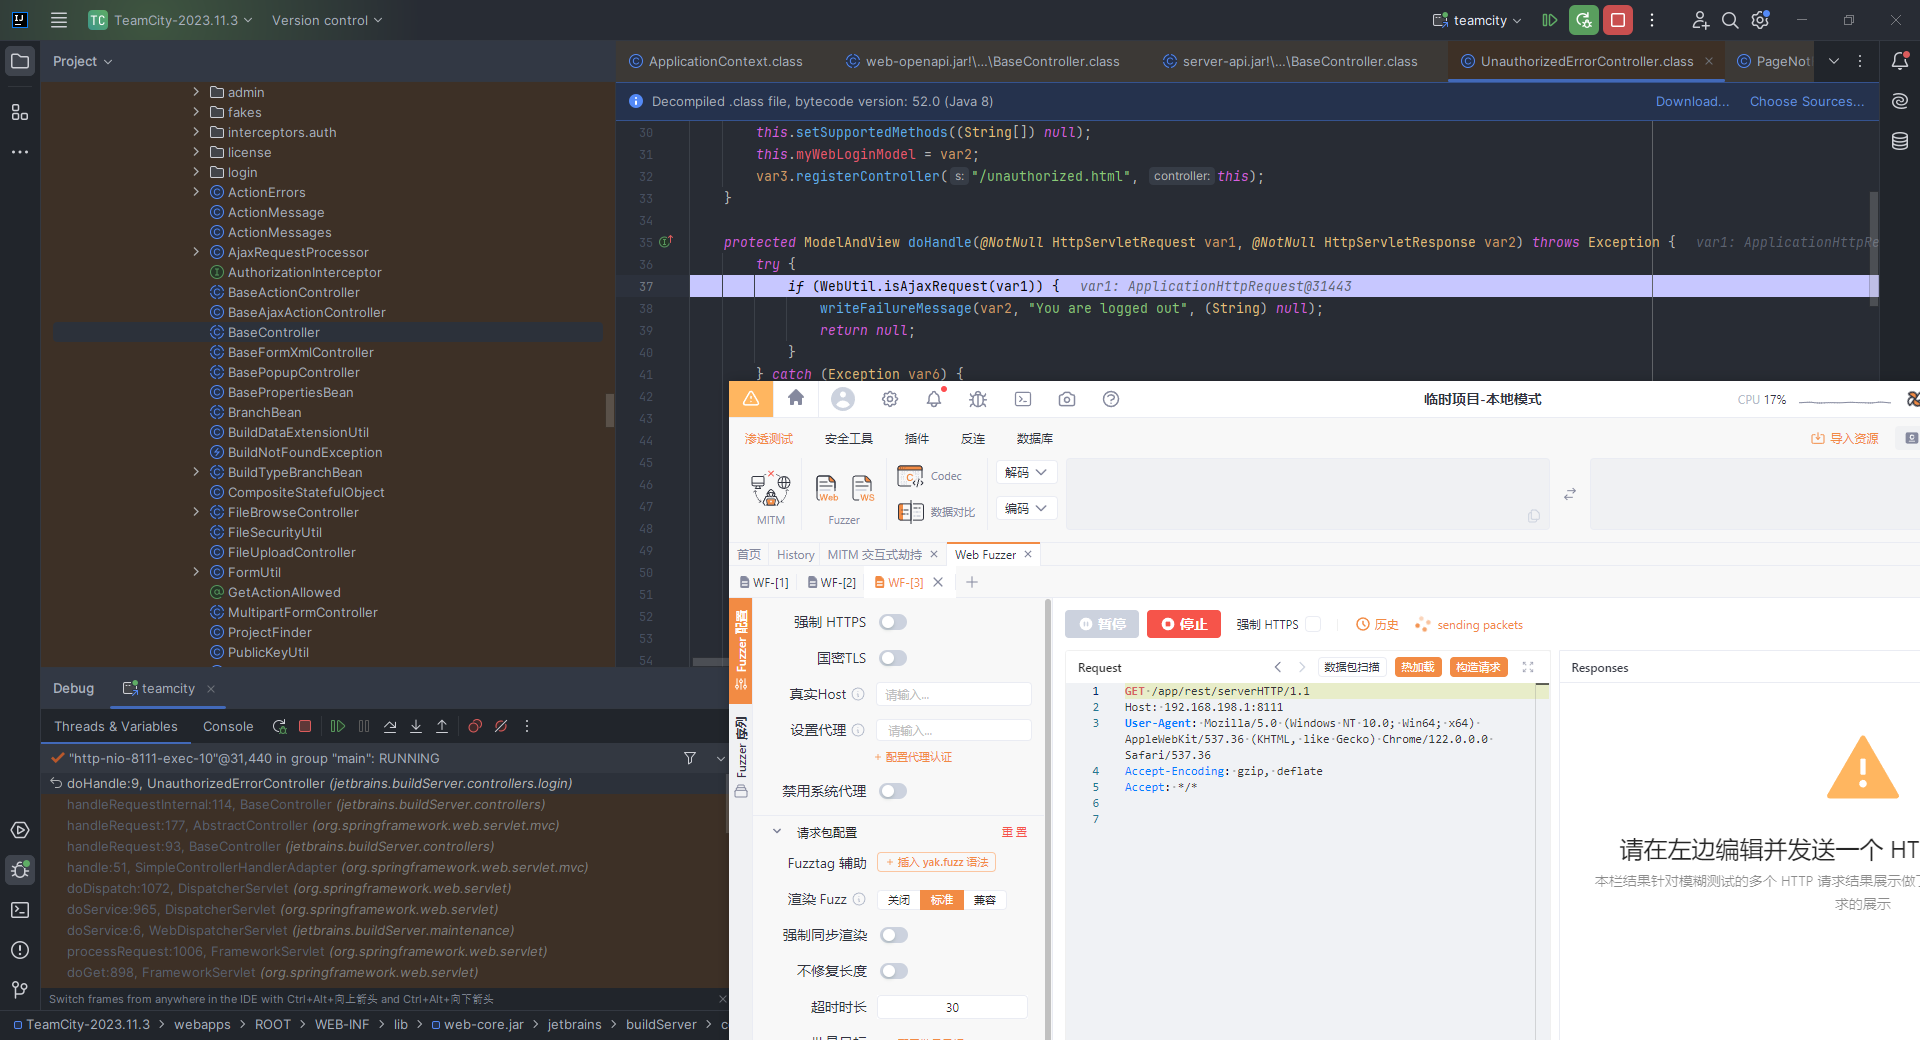 TC TeamCity-2023.11.3
Version control
teamcity
Project
admin
fakes
interceptors.auth
license
login
ActionErrors
ActionMessage
ActionMessages
AjaxRequestProcessor
AuthorizationInterceptor
BaseActionController
BaseAjaxActionController
BaseController
BaseFormXmlController
BasePopupController
BasePropertiesBean
BranchBean
BuildDataExtensionUtil
BuildNotFoundException
BuildTypeBranchBean
CompositeStatefulObject
FileBrowseController
FileSecurityUtil
FileUploadController
FormUtil
GetActionAllowed
MultipartFormController
ProjectFinder
PublicKeyUtil
ApplicationContext.class
web-openapi.jar!\...\BaseController.class
server-api.jar!\...\BaseController.class
UnauthorizedErrorController.class
PageNot
Decompiled .class file, bytecode version: 52.0 (Java 8)
Download...
Choose Sources...
30 this.setSupportedMethods((String[]) null);
31 this.myWebLoginModel = var2;
32 var3.registerController( s: "/unauthorized.html", controller: this);
33 }
34
35 protected ModelAndView doHandle(@NotNull HttpServletRequest var1, @NotNull HttpServletResponse var2) throws Exception { var1: ApplicationHttpRe
36 try {
37 if (WebUtil.isAjaxRequest(var1)) { var1: ApplicationHttpRequest@31443
38 writeFailureMessage(var2, "You are logged out", (String) null);
39 return null;
40 }
41 } catch (Exception var6) {
42
43
44
45
46
47
48
49
50
51
52
53
54
临时项目-本地模式
CPU 17%
渗透测试
安全工具
插件
反连
数据库
导入资源
MITM
Web
WS
Fuzzer
Codec
数据对比
解码
编码
首页
History
MITM 交互式劫持
Web Fuzzer
WF-[1]
WF-[2]
WF-[3]
Fuzzer 配置
Fuzzer 序列
强制 HTTPS
国密TLS
真实Host 请输入...
设置代理 请输入...
+ 配置代理认证
禁用系统代理
请求包配置 重置
Fuzztag 辅助 + 插入 yak.fuzz 语法
渲染 Fuzz 关闭 标准 兼容
强制同步渲染
不修复长度
超时时长 30
暂停
停止
强制 HTTPS
历史
sending packets
Request
数据包扫描
热加载
构造请求
1 GET /app/rest/serverHTTP/1.1
2 Host: 192.168.198.1:8111
3 User-Agent: Mozilla/5.0 (Windows NT 10.0; Win64; x64)
AppleWebKit/537.36 (KHTML, like Gecko) Chrome/122.0.0.0
Safari/537.36
4 Accept-Encoding: gzip, deflate
5 Accept: */*
6
7
Responses
请在左边编辑并发送一个 HT
本栏结果针对模糊测试的多个 HTTP 请求结果展示做了
求的展示
Debug
teamcity
Threads & Variables
Console
"http-nio-8111-exec-10"@31,440 in group "main": RUNNING
doHandle:9, UnauthorizedErrorController (jetbrains.buildServer.controllers.login)
handleRequestInternal:114, BaseController (jetbrains.buildServer.controllers)
handleRequest:177, AbstractController (org.springframework.web.servlet.mvc)
handleRequest:93, BaseController (jetbrains.buildServer.controllers)
handle:51, SimpleControllerHandlerAdapter (org.springframework.web.servlet.mvc)
doDispatch:1072, DispatcherServlet (org.springframework.web.servlet)
doService:965, DispatcherServlet (org.springframework.web.servlet)
doService:6, WebDispatcherServlet (jetbrains.buildServer.maintenance)
processRequest:1006, FrameworkServlet (org.springframework.web.servlet)
doGet:898, FrameworkServlet (org.springframework.web.servlet)
Switch frames from anywhere in the IDE with Ctrl+Alt+向上箭头 and Ctrl+Alt+向下箭头
TeamCity-2023.11.3 > webapps > ROOT > WEB-INF > lib > web-core.jar > jetbrains > buildServer > c